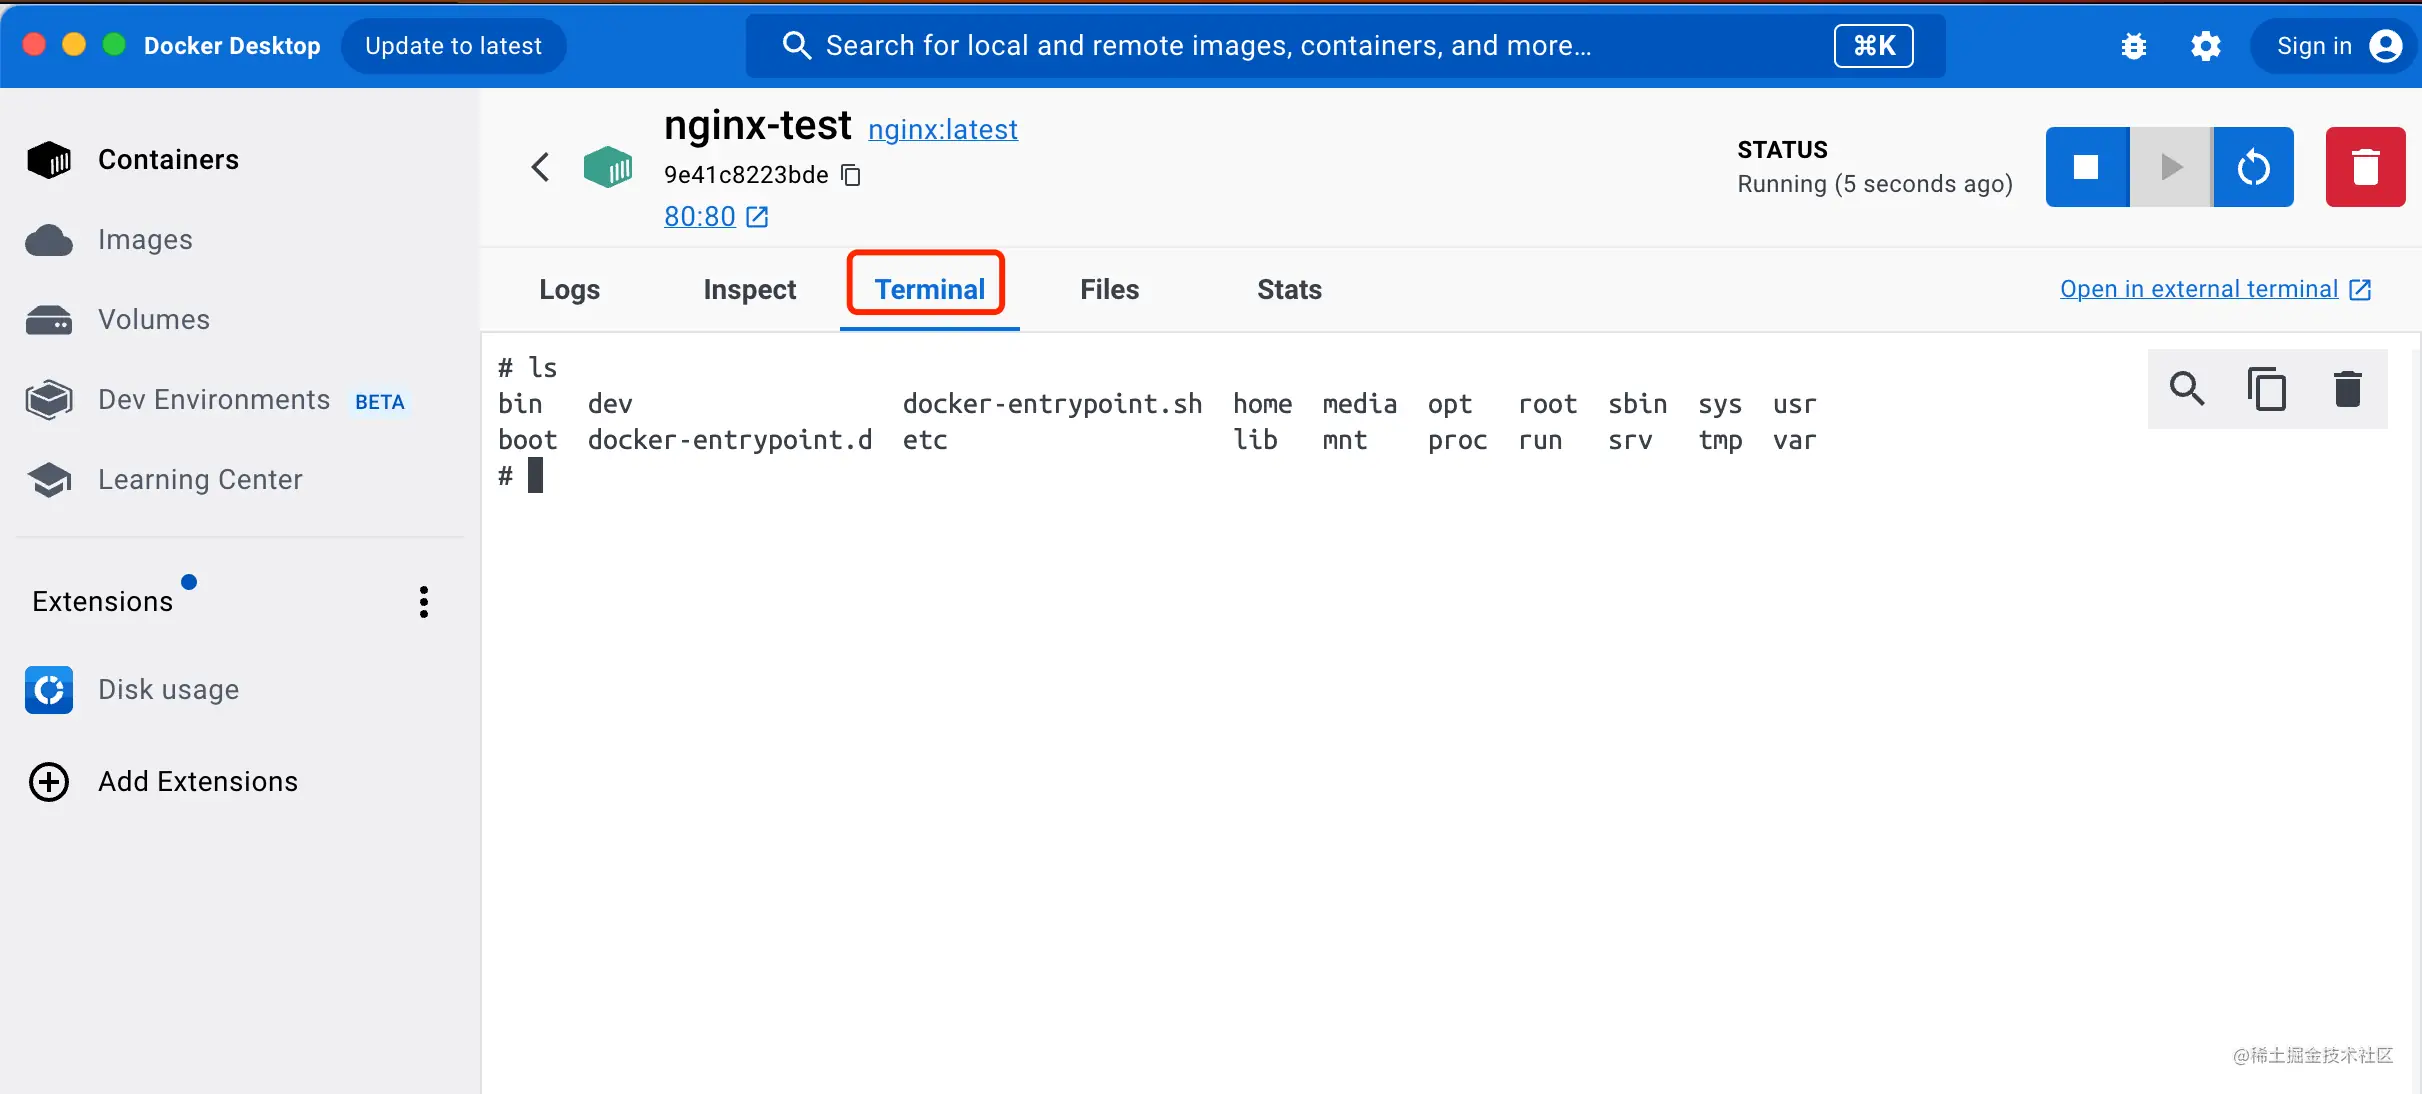 Docker Desktop Update to latest Search for local and remote images, containers, and more... ⌘K Sign in
Containers
Images
Volumes
Dev Environments BETA
Learning Center
Extensions
Disk usage
Add Extensions
nginx-test nginx:latest
9e41c8223bde
80:80
STATUS
Running (5 seconds ago)
Logs Inspect Terminal Files Stats Open in external terminal
# ls
bin dev docker-entrypoint.sh home media opt root sbin sys usr
boot docker-entrypoint.d etc lib mnt proc run srv tmp var
#
@稀土掘金技术社区